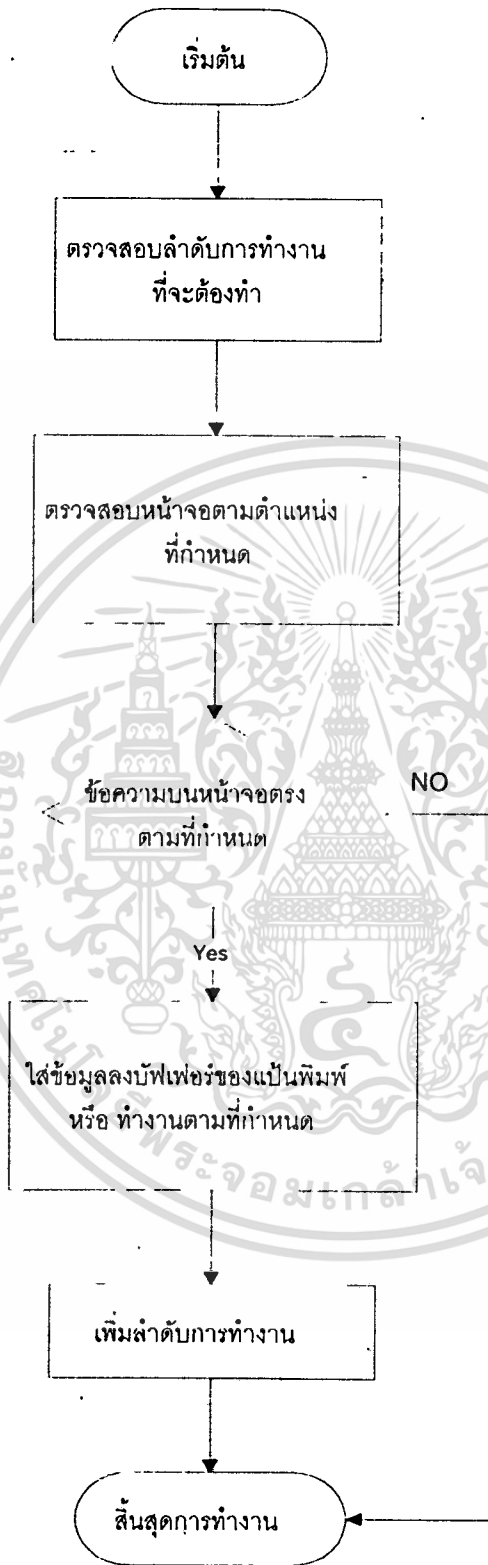 เริ่มต้น
ตรวจสอบลำดับการทำงาน
ที่จะต้องทำ
ตรวจสอบหน้าจอตามตำแหน่ง
ที่กำหนด
ข้อความบนหน้าจอตรง
ตามที่กำหนด
NO
Yes
ใส่ข้อมูลลงบัฟเฟอร์ของแป้นพิมพ์
หรือ ทำงานตามที่กำหนด
เพิ่มลำดับการทำงาน
สิ้นสุดการทำงาน